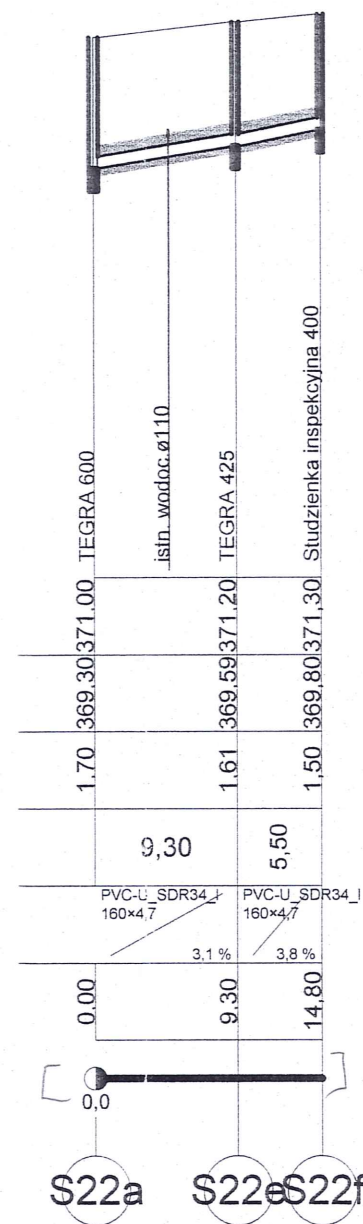 TEGRA 600
istn. wodoc.ø110
TEGRA 425
Studzienka inspekcyjna 400
371,00
371,20
371,30
369,30
369,59
369,80
1,70
1,61
1,50
9,30
5,50
PVC-U_SDR34_I
160×4,7
PVC-U_SDR34_I
160×4,7
3,1 %
3,8 %
0,00
9,30
14,80
0,0
S22a
S22e
S22f